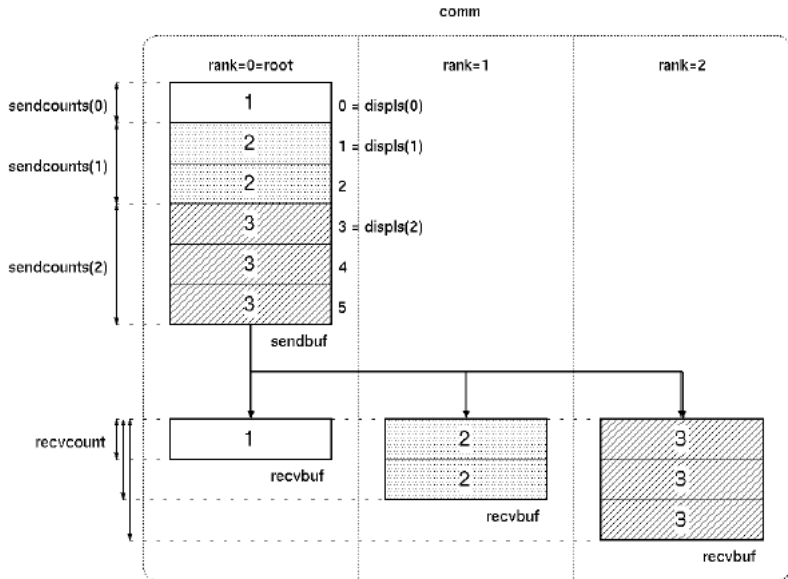 comm
rank=0=root rank=1 rank=2
sendcounts(0) 1 0 = displs(0)
2 1 = displs(1)
sendcounts(1)
2 2
3 3 = displs(2)
sendcounts(2) 3 4
3 5
sendbuf
recvcount 1 2 3
recvbuf 2 3
recvbuf 3
recvbuf